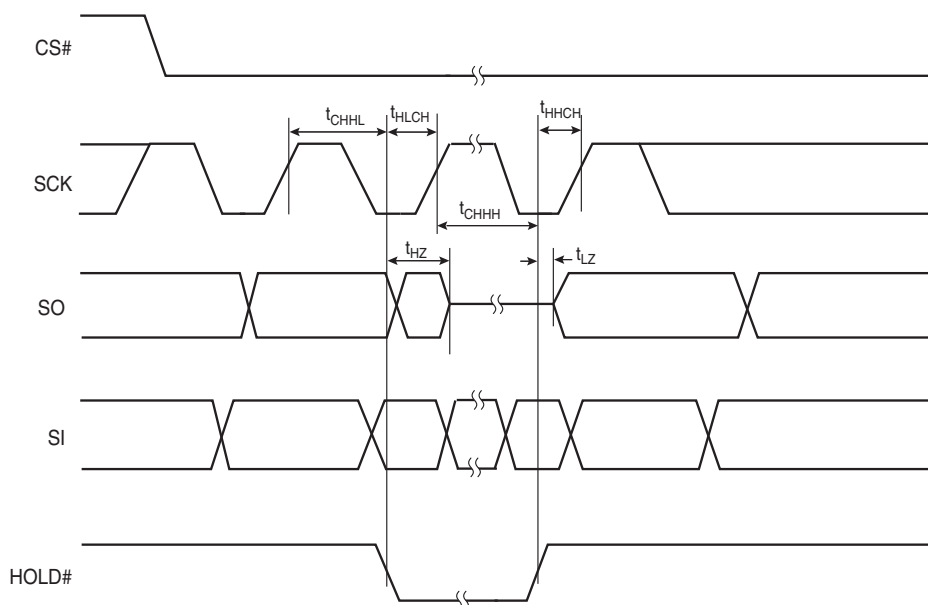 CS#
tCHHL
tHLCH
tHHCH
SCK
tCHHH
tHZ
tLZ
SO
SI
HOLD#